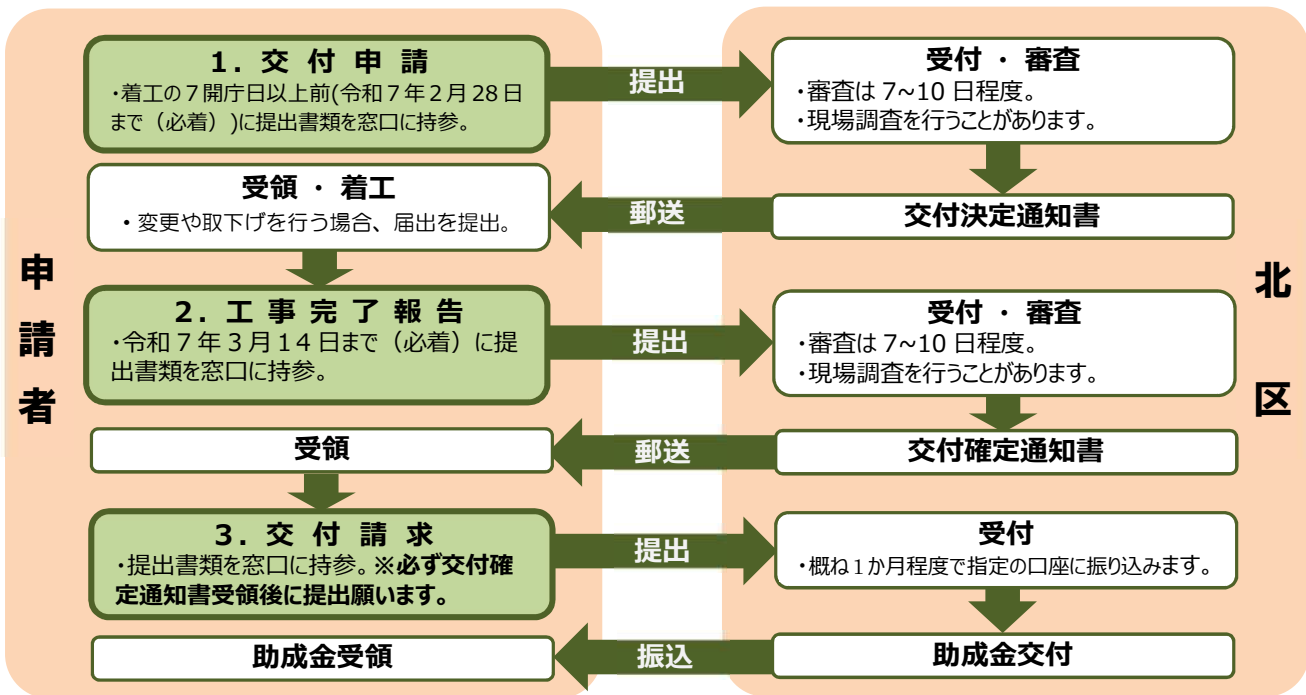 申請者
1. 交付申請
・着工の7開庁日以上前(令和7年2月28日
まで（必着）)に提出書類を窓口に持参。
提出
受付 ・ 審査
・審査は 7~10 日程度。
・現場調査を行うことがあります。
受領 ・ 着工
・変更や取下げを行う場合、届出を提出。
郵送
交付決定通知書
2. 工事完了報告
・令和7年3月14日まで（必着）に提
出書類を窓口に持参。
提出
受付 ・ 審査
・審査は 7~10 日程度。
・現場調査を行うことがあります。
受領
郵送
交付確定通知書
3. 交付請求
・提出書類を窓口に持参。※必ず交付確
定通知書受領後に提出願います。
提出
受付
・概ね1か月程度で指定の口座に振り込みます。
助成金受領
振込
助成金交付
北区